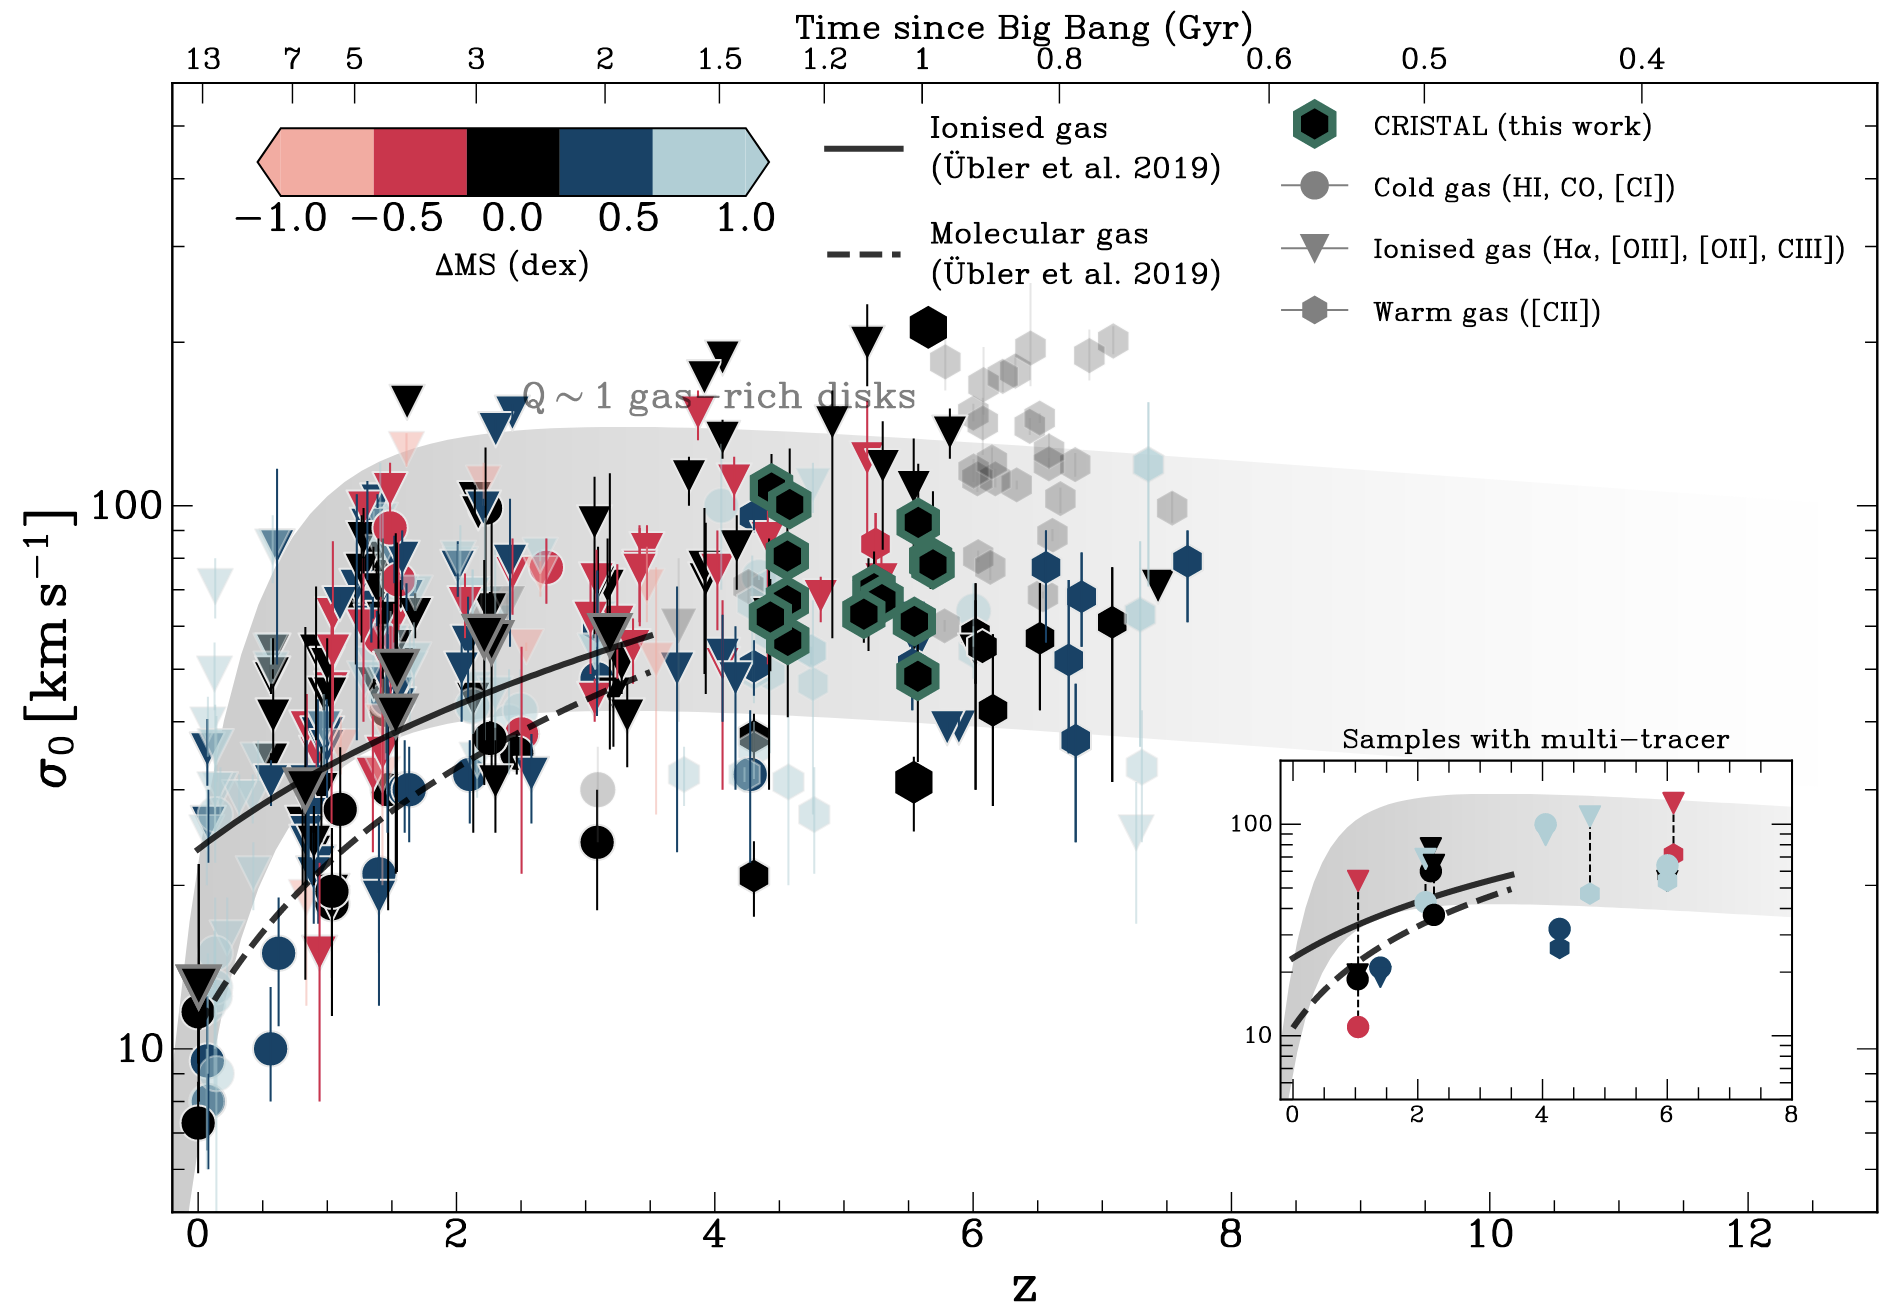 Time since Big Bang (Gyr)
13 7 5 3 2 1.5 1.2 1 0.8 0.6 0.5 0.4
−1.0 −0.5 0.0 0.5 1.0
ΔMS (dex)
Ionised gas
(Übler et al. 2019)
Molecular gas
(Übler et al. 2019)
CRISTAL (this work)
Cold gas (HI, CO, [CI])
Ionised gas (Hα, [OIII], [OII], CIII])
Warm gas ([CII])
Q ~ 1 gas-rich disks
σ₀ [km s⁻¹]
100
10
Samples with multi-tracer
100
10
0 2 4 6 8
0 2 4 6 8 10 12
z